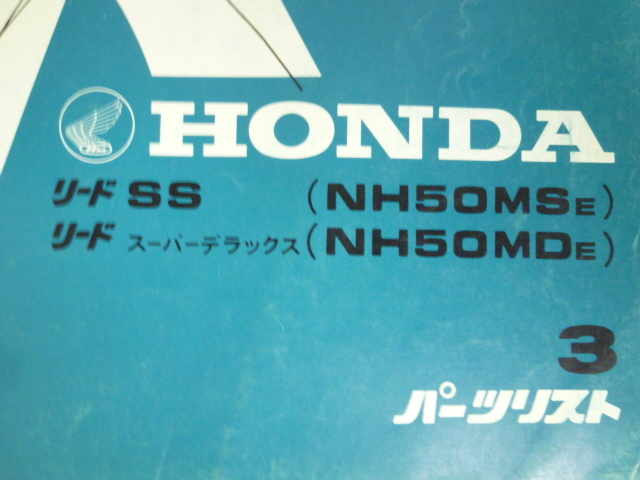 HONDA
リード SS (NH50MSE)
リード スーパーデラックス (NH50MDE)
3
パーツリスト